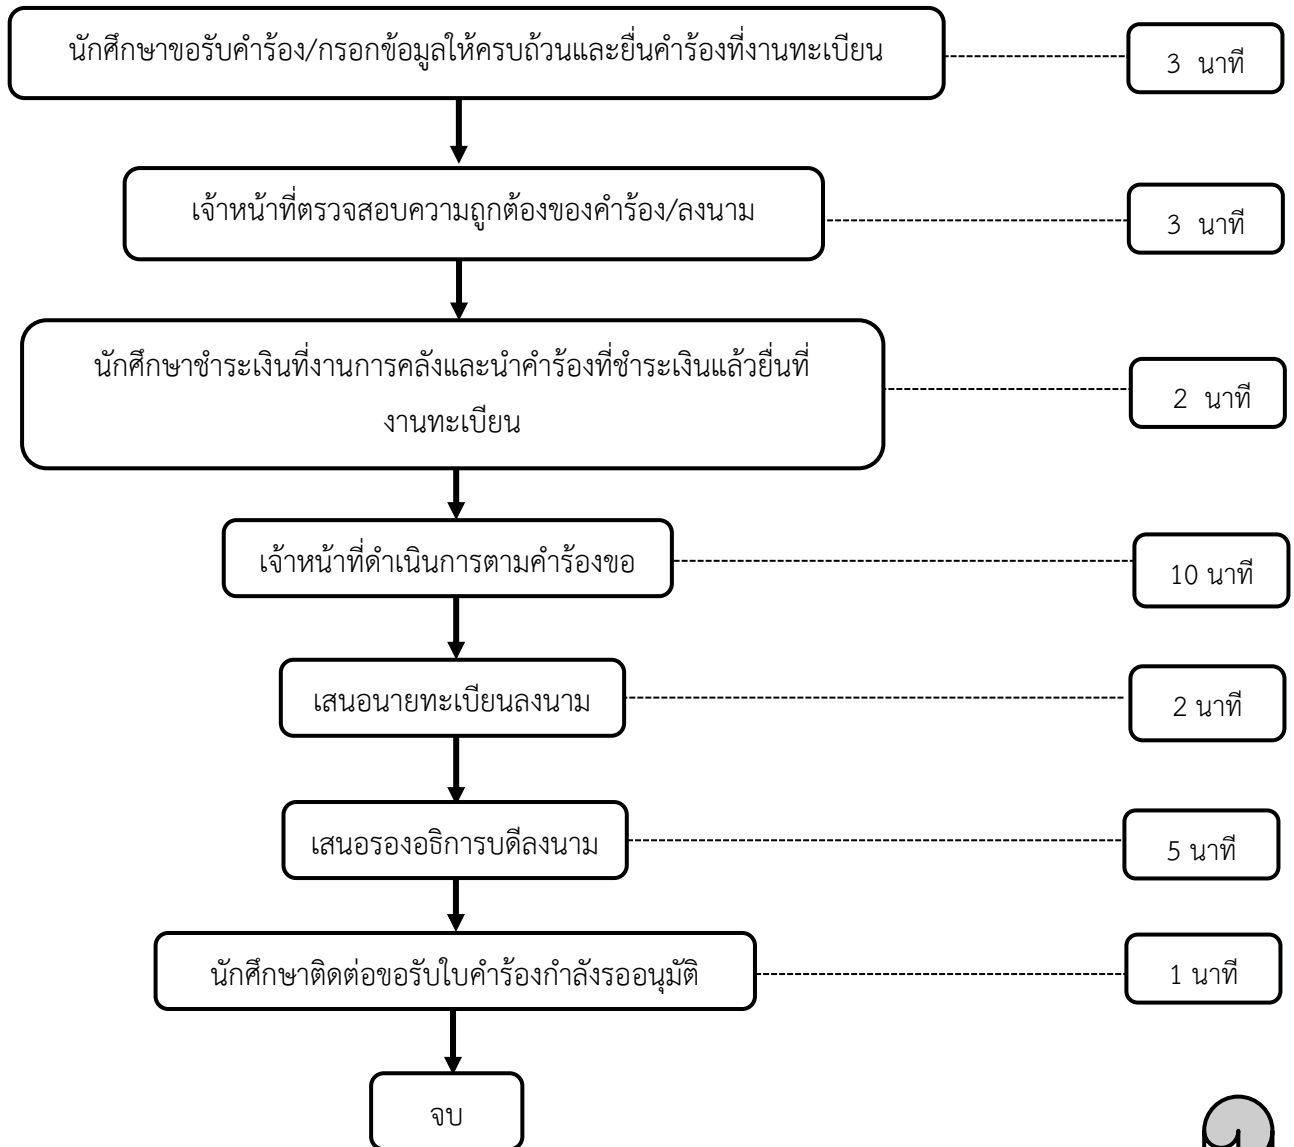 นักศึกษาขอรับคำร้อง/กรอกข้อมูลให้ครบถ้วนและยื่นคำร้องที่งานทะเบียน
3 นาที
เจ้าหน้าที่ตรวจสอบความถูกต้องของคำร้อง/ลงนาม
3 นาที
นักศึกษาชำระเงินที่งานการคลังและนำคำร้องที่ชำระเงินแล้วยื่นที่
งานทะเบียน
2 นาที
เจ้าหน้าที่ดำเนินการตามคำร้องขอ
10 นาที
เสนอนายทะเบียนลงนาม
2 นาที
เสนอรองอธิการบดีลงนาม
5 นาที
นักศึกษาติดต่อขอรับใบคำร้องกำลังรออนุมัติ
1 นาที
จบ